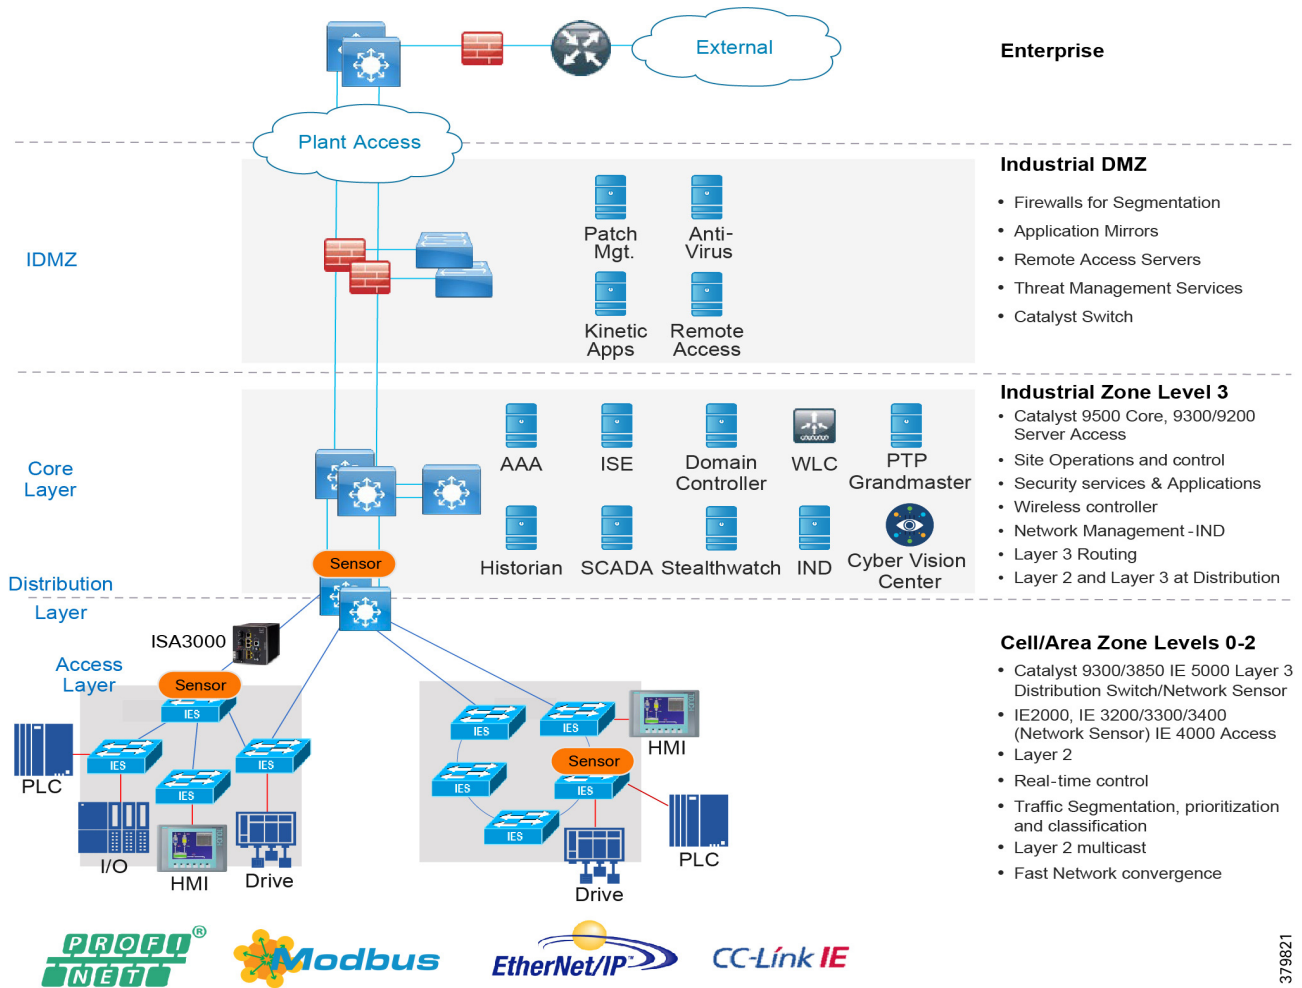 External
Enterprise
Plant Access
Industrial DMZ
• Firewalls for Segmentation
• Application Mirrors
• Remote Access Servers
• Threat Management Services
• Catalyst Switch
IDMZ
Patch
Mgt.
Anti-
Virus
Kinetic
Apps
Remote
Access
Industrial Zone Level 3
• Catalyst 9500 Core, 9300/9200
Server Access
• Site Operations and control
• Security services & Applications
• Wireless controller
• Network Management -IND
• Layer 3 Routing
• Layer 2 and Layer 3 at Distribution
Core
Layer
AAA
ISE
Domain
Controller
WLC
PTP
Grandmaster
Historian
SCADA
Stealthwatch
IND
Cyber Vision
Center
Sensor
Distribution
Layer
Cell/Area Zone Levels 0-2
• Catalyst 9300/3850 IE 5000 Layer 3
Distribution Switch/Network Sensor
• IE2000, IE 3200/3300/3400
(Network Sensor) IE 4000 Access
• Layer 2
• Real-time control
• Traffic Segmentation, prioritization
and classification
• Layer 2 multicast
• Fast Network convergence
ISA3000
Access
Layer
Sensor
IES
IES
IES
IES
PLC
I/O
HMI
Drive
IES
IES
HMI
Sensor
IES
IES
IES
PLC
Drive
PROFI
NET®
Modbus
EtherNet/IP™
CC-Link IE
379821